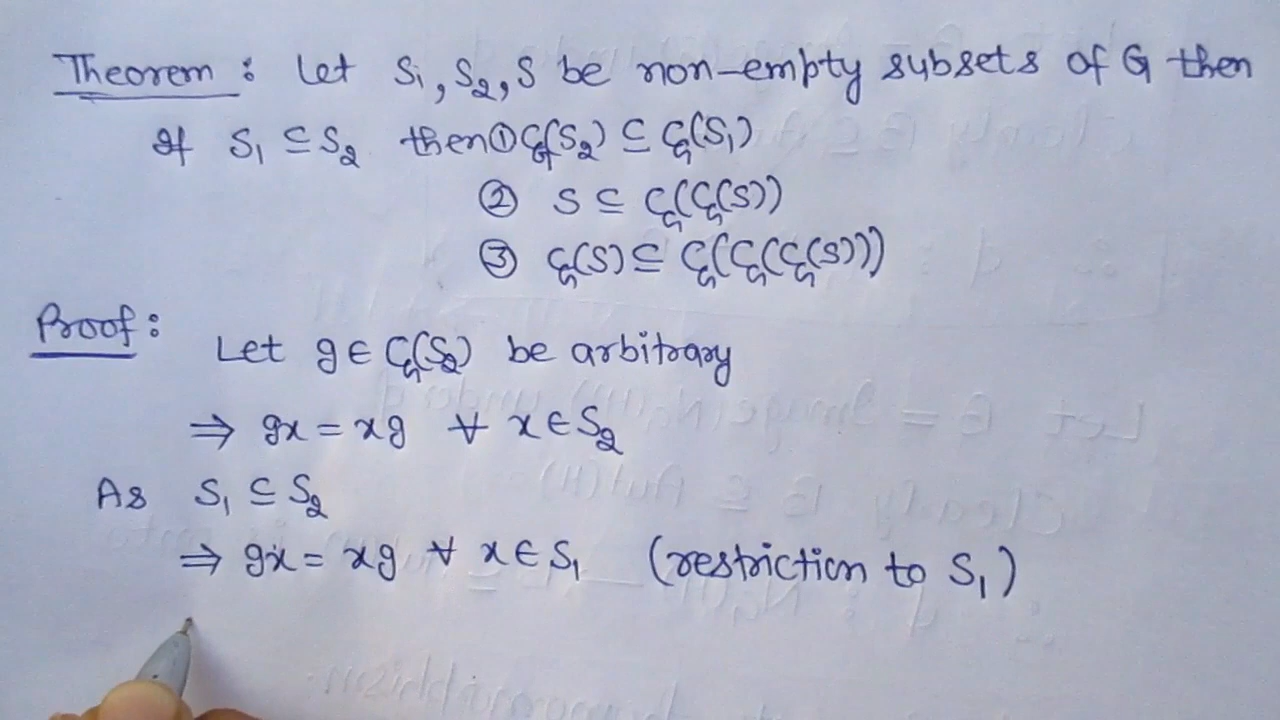 Theorem : Let S₁, S₂, S be non-empty subsets of G then
If S₁ ⊆ S₂ then ① C_G(S₂) ⊆ C_G(S₁)
② S ⊆ C_G(C_G(S))
③ C_G(S) ⊆ C_G(C_G(C_G(S)))
Proof :
Let g ∈ C_G(S₂) be arbitrary
⇒ gx = xg ∀ x ∈ S₂
As S₁ ⊆ S₂
⇒ gx = xg ∀ x ∈ S₁ (restriction to S₁)